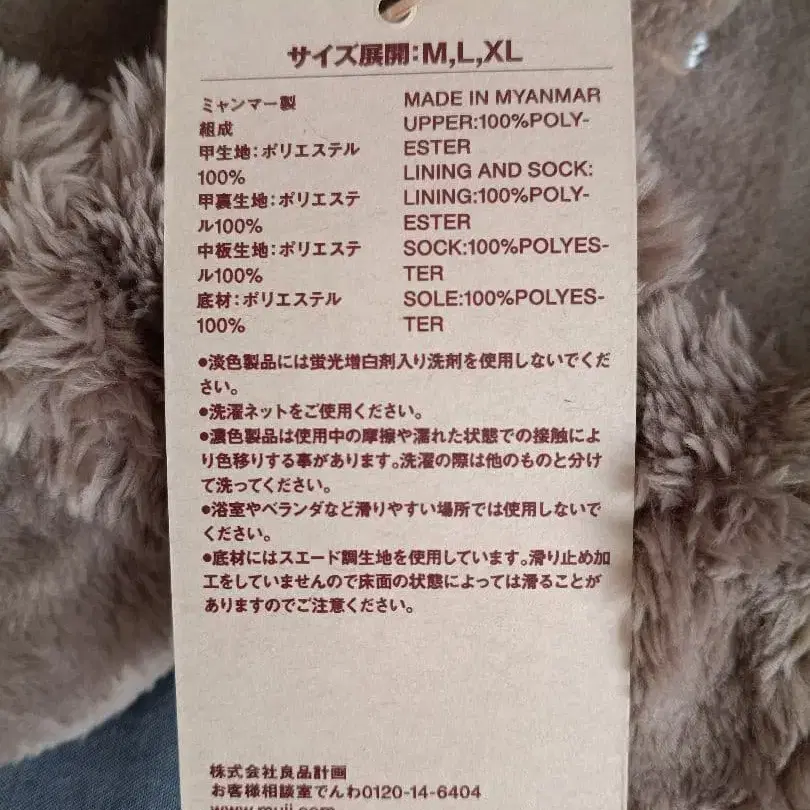 サイズ展開:M,L,XL
ミャンマー製
組成
甲生地:ポリエステル
100%
甲裏生地:ポリエステ
ル100%
中板生地:ポリエステ
ル100%
底材:ポリエステル
100%
MADE IN MYANMAR
UPPER:100%POLY-
ESTER
LINING AND SOCK:
LINING:100%POLY-
ESTER
SOCK:100%POLYES-
TER
SOLE:100%POLYES-
TER
●淡色製品には蛍光増白剤入り洗剤を使用しないでくだ
さい。
●洗濯ネットをご使用ください。
●濃色製品は使用中の摩擦や濡れた状態での接触によ
り色移りする事があります。洗濯の際は他のものと分け
て洗ってください。
●浴室やベランダなど滑りやすい場所では使用しないで
ください。
●底材にはスエード調生地を使用しています。滑り止め加
工をしていませんので床面の状態によっては滑ることが
ありますのでご注意ください。
株式会社良品計画
お客様相談室でんわ0120-14-6404
www.muji.com